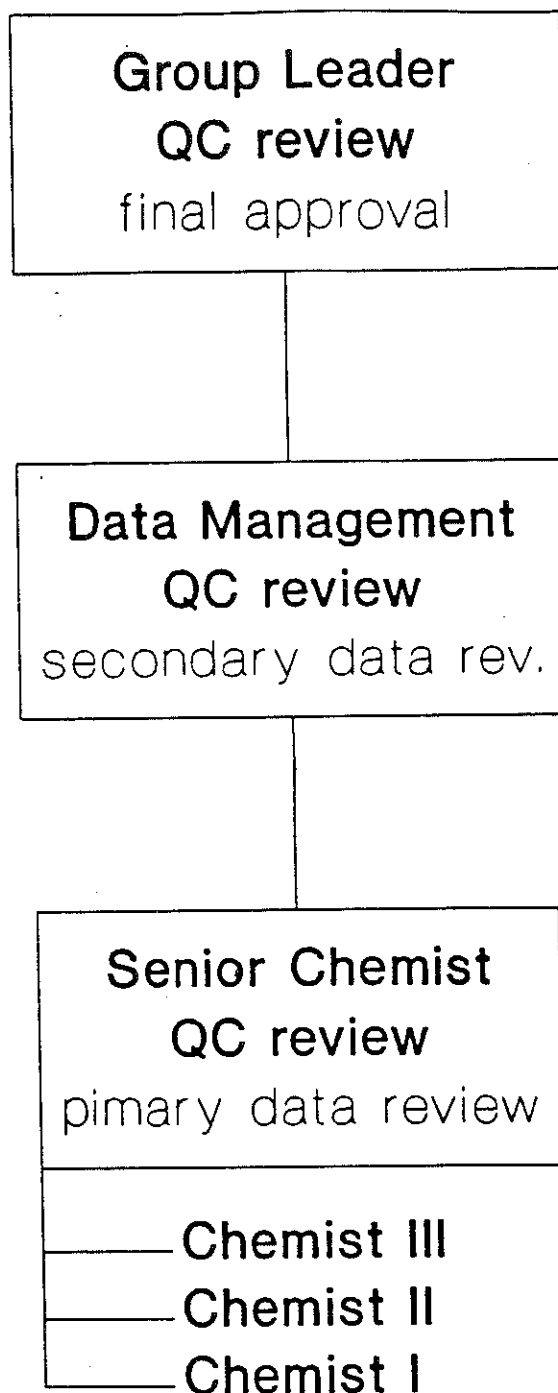 Group Leader
QC review
final approval
Data Management
QC review
secondary data rev.
Senior Chemist
QC review
pimary data review
Chemist III
Chemist II
Chemist I